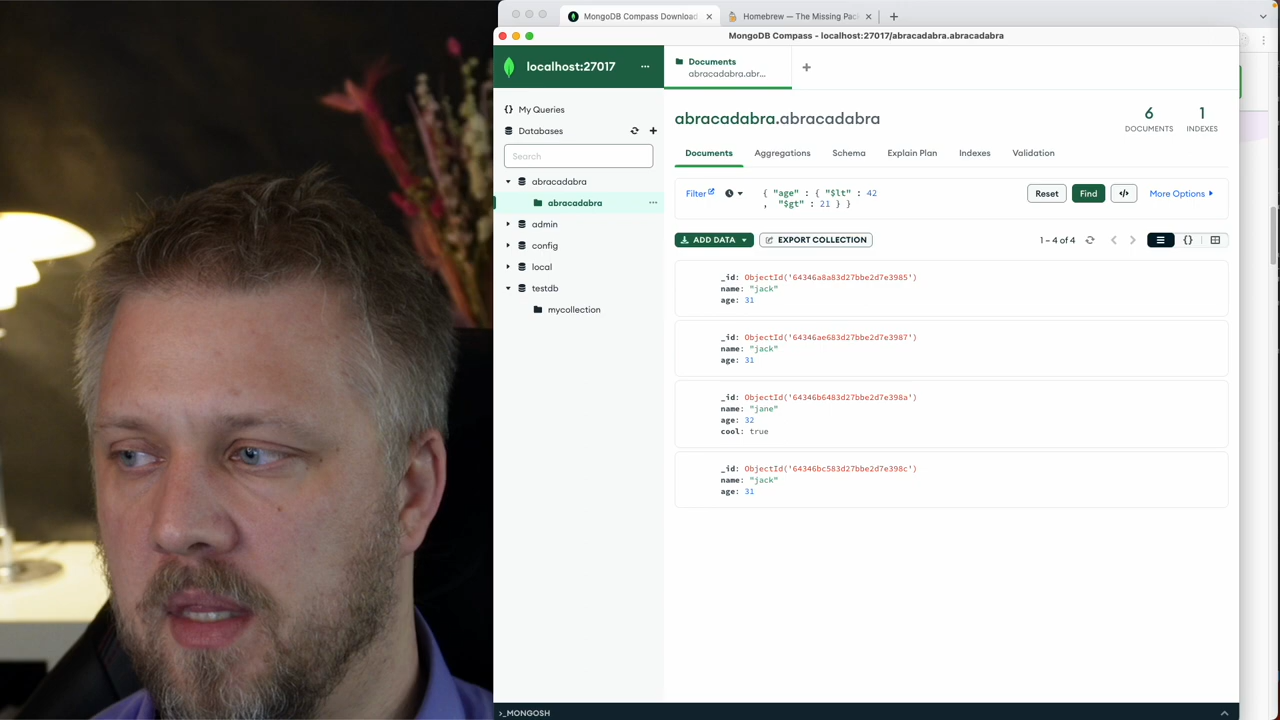 MongoDB Compass Download
Homebrew — The Missing Pac
MongoDB Compass - localhost:27017/abracadabra.abracadabra
localhost:27017
Documents
abracadabra.abr...
My Queries
Databases
Search
abracadabra
abracadabra
admin
config
local
testdb
mycollection
abracadabra.abracadabra
6
DOCUMENTS
1
INDEXES
Documents
Aggregations
Schema
Explain Plan
Indexes
Validation
Filter
{ "age" : { "$lt" : 42
, "$gt" : 21 } }
Reset
Find
More Options
ADD DATA
EXPORT COLLECTION
1 – 4 of 4
_id: ObjectId('64346a8a83d27bbe2d7e3985')
name: "jack"
age: 31
_id: ObjectId('64346ae683d27bbe2d7e3987')
name: "jack"
age: 31
_id: ObjectId('64346b6483d27bbe2d7e398a')
name: "jane"
age: 32
cool: true
_id: ObjectId('64346bc583d27bbe2d7e398c')
name: "jack"
age: 31
>_MONGOSH